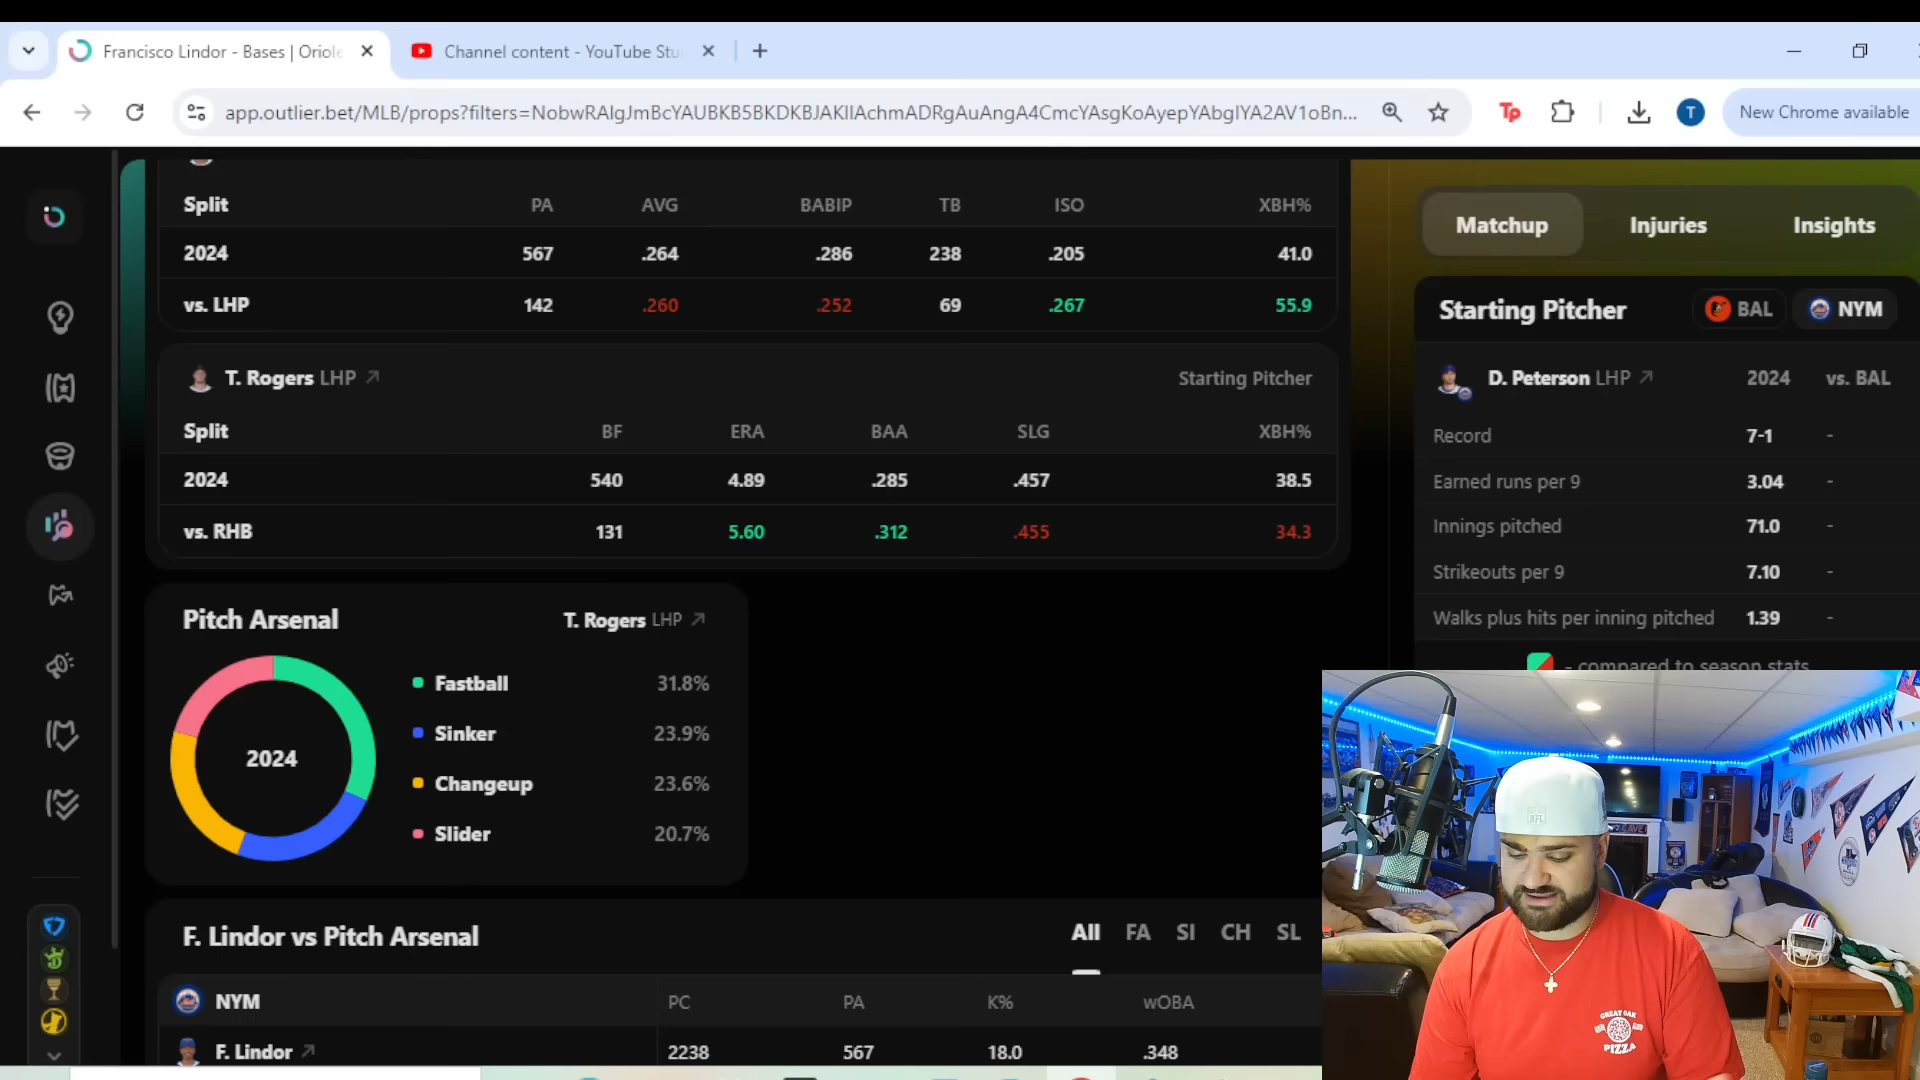 Francisco Lindor - Bases | Oriole
Channel content - YouTube Stu
app.outlier.bet/MLB/props?filters=NobwRAlgJmBcYAUBKB5BKDKBJAKIIAchmADRgAuAngA4CmcYAsgKoAyepYAbgIYA2AV1oBn...
Tp
T
New Chrome available
Split PA AVG BABIP TB ISO XBH%
2024 567 .264 .286 238 .205 41.0
vs. LHP 142 .260 .252 69 .267 55.9
T. Rogers LHP Starting Pitcher
Split BF ERA BAA SLG XBH%
2024 540 4.89 .285 .457 38.5
vs. RHB 131 5.60 .312 .455 34.3
Pitch Arsenal T. Rogers LHP
2024
Fastball 31.8%
Sinker 23.9%
Changeup 23.6%
Slider 20.7%
F. Lindor vs Pitch Arsenal All FA SI CH SL
NYM PC PA K% wOBA
F. Lindor 2238 567 18.0 .348
Matchup Injuries Insights
Starting Pitcher BAL NYM
D. Peterson LHP 2024 vs. BAL
Record 7-1 -
Earned runs per 9 3.04 -
Innings pitched 71.0 -
Strikeouts per 9 7.10 -
Walks plus hits per inning pitched 1.39 -
- compared to season stats
NFL
GREAT OAK
PIZZA